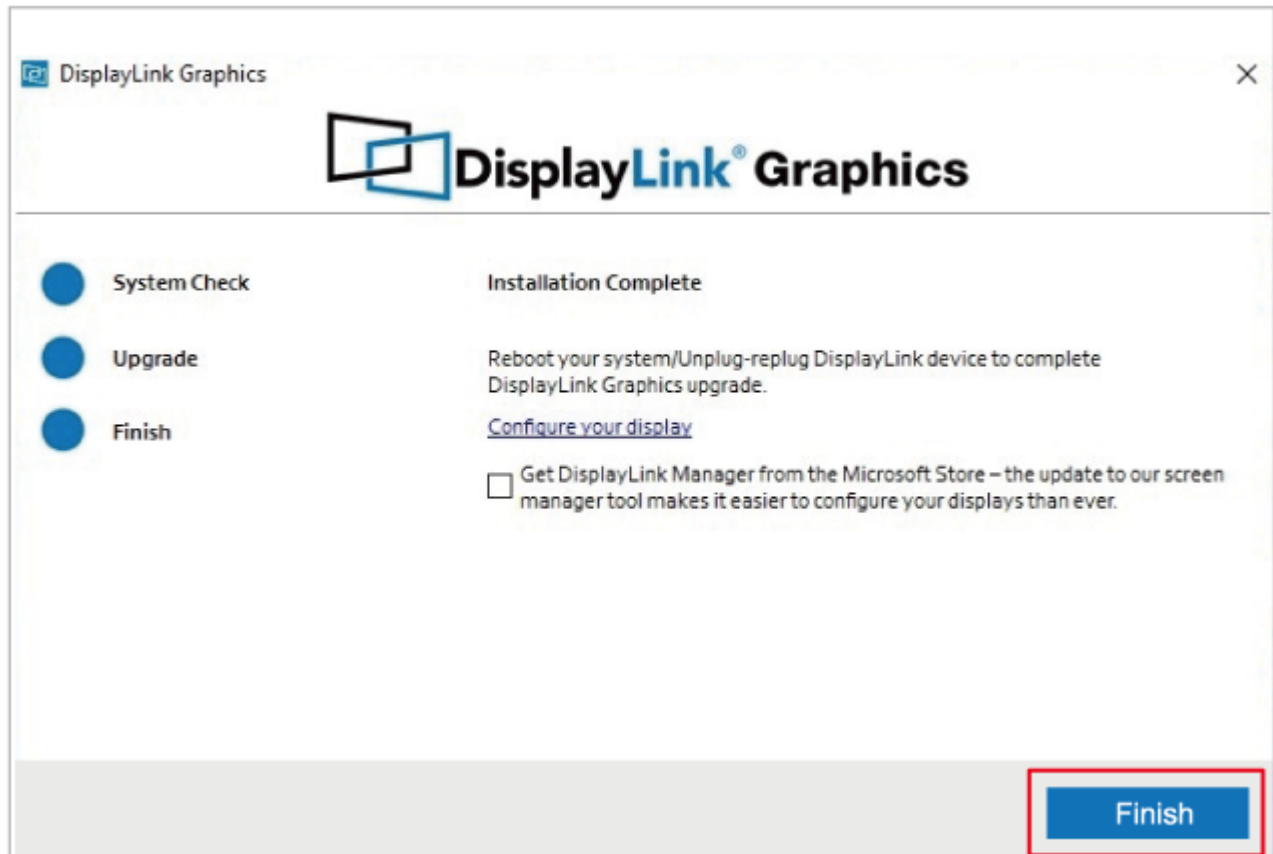 DisplayLink Graphics
DisplayLink® Graphics
System Check
Installation Complete
Upgrade
Reboot your system/Unplug-replug DisplayLink device to complete
DisplayLink Graphics upgrade.
Finish
Configure your display
Get DisplayLink Manager from the Microsoft Store – the update to our screen
manager tool makes it easier to configure your displays than ever.
Finish